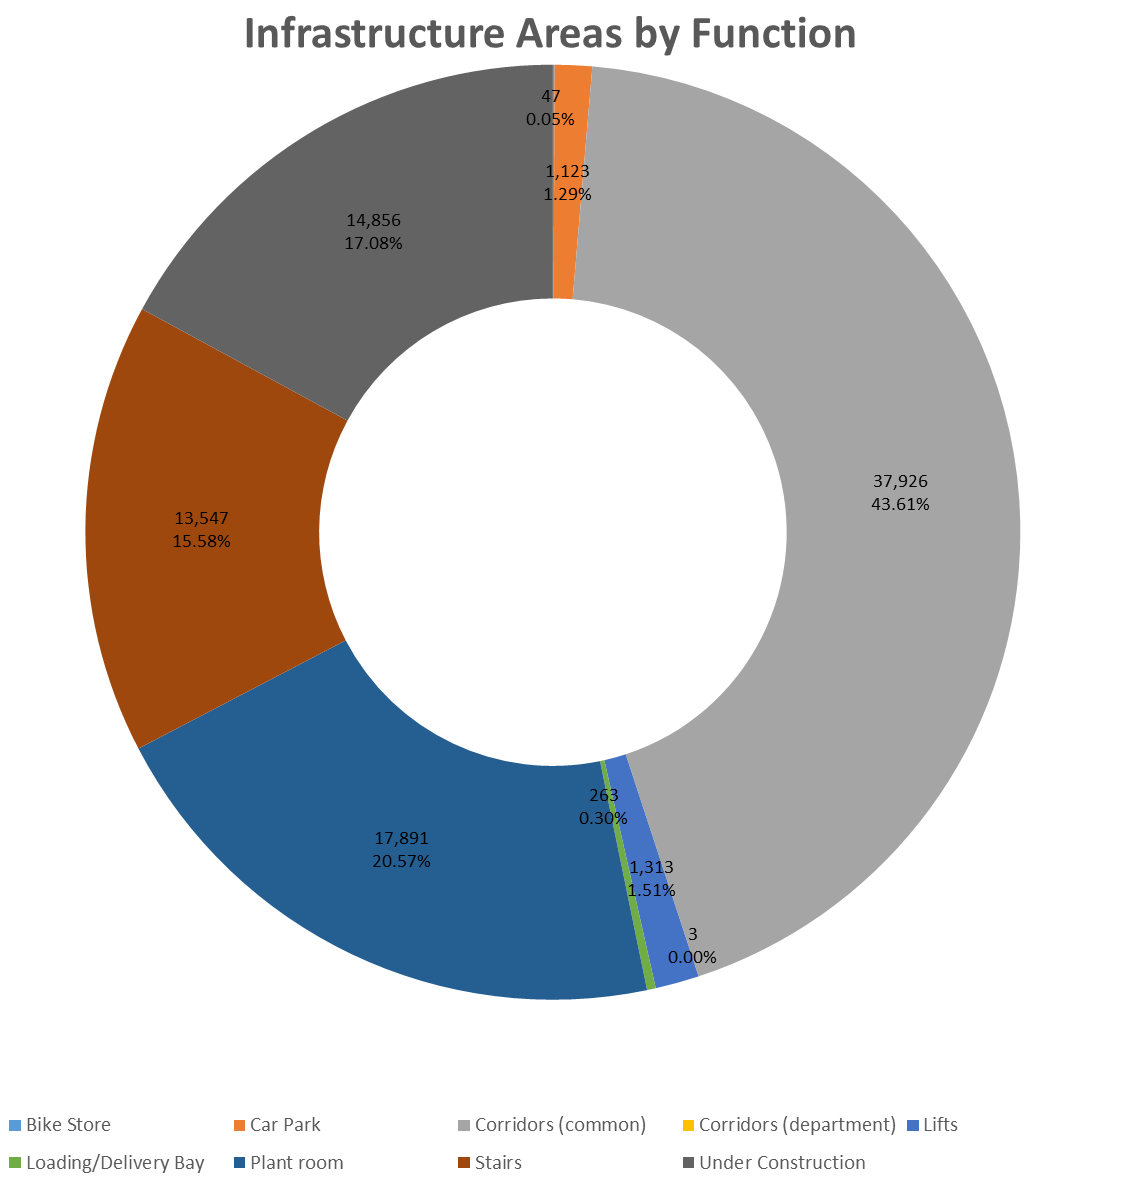 Infrastructure Areas by Function
47
0.05%
1,123
1.29%
14,856
17.08%
37,926
43.61%
13,547
15.58%
263
0.30%
17,891
20.57%
1,313
1.51%
3
0.00%
Bike Store
Car Park
Corridors (common)
Corridors (department)
Lifts
Loading/Delivery Bay
Plant room
Stairs
Under Construction